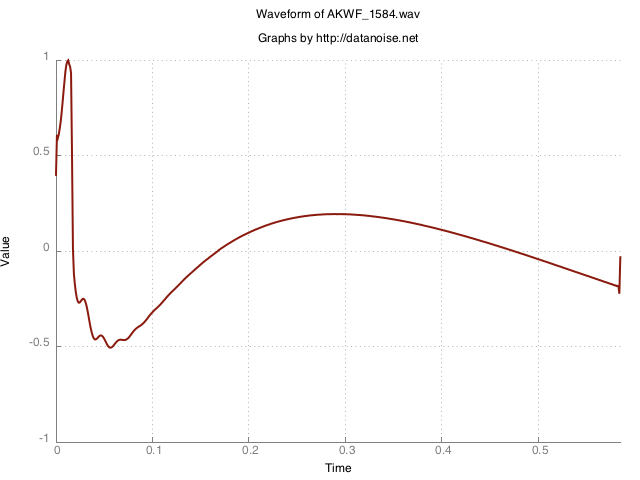 Waveform of AKWF_1584.wav
Graphs by http://datanoise.net
1
0.5
0
-0.5
-1
Value
0 0.1 0.2 0.3 0.4 0.5
Time